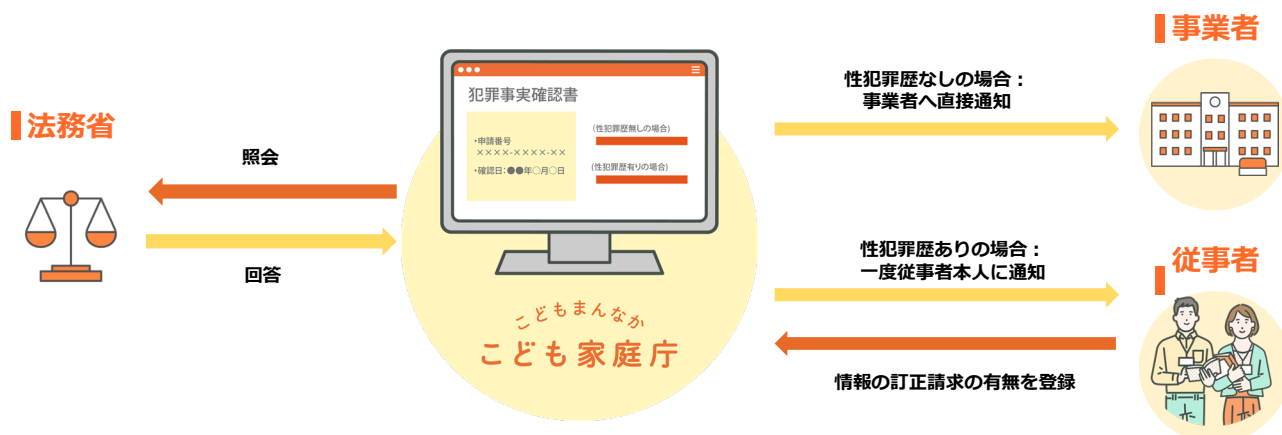 法務省
照会
回答
犯罪事実確認書
・申請番号
××××-××××-××
・確認日：●●年○月○日
(性犯罪歴無しの場合)
(性犯罪歴有りの場合)
こどもまんなか
こども家庭庁
性犯罪歴なしの場合：
事業者へ直接通知
事業者
性犯罪歴ありの場合：
一度従事者本人に通知
従事者
情報の訂正請求の有無を登録